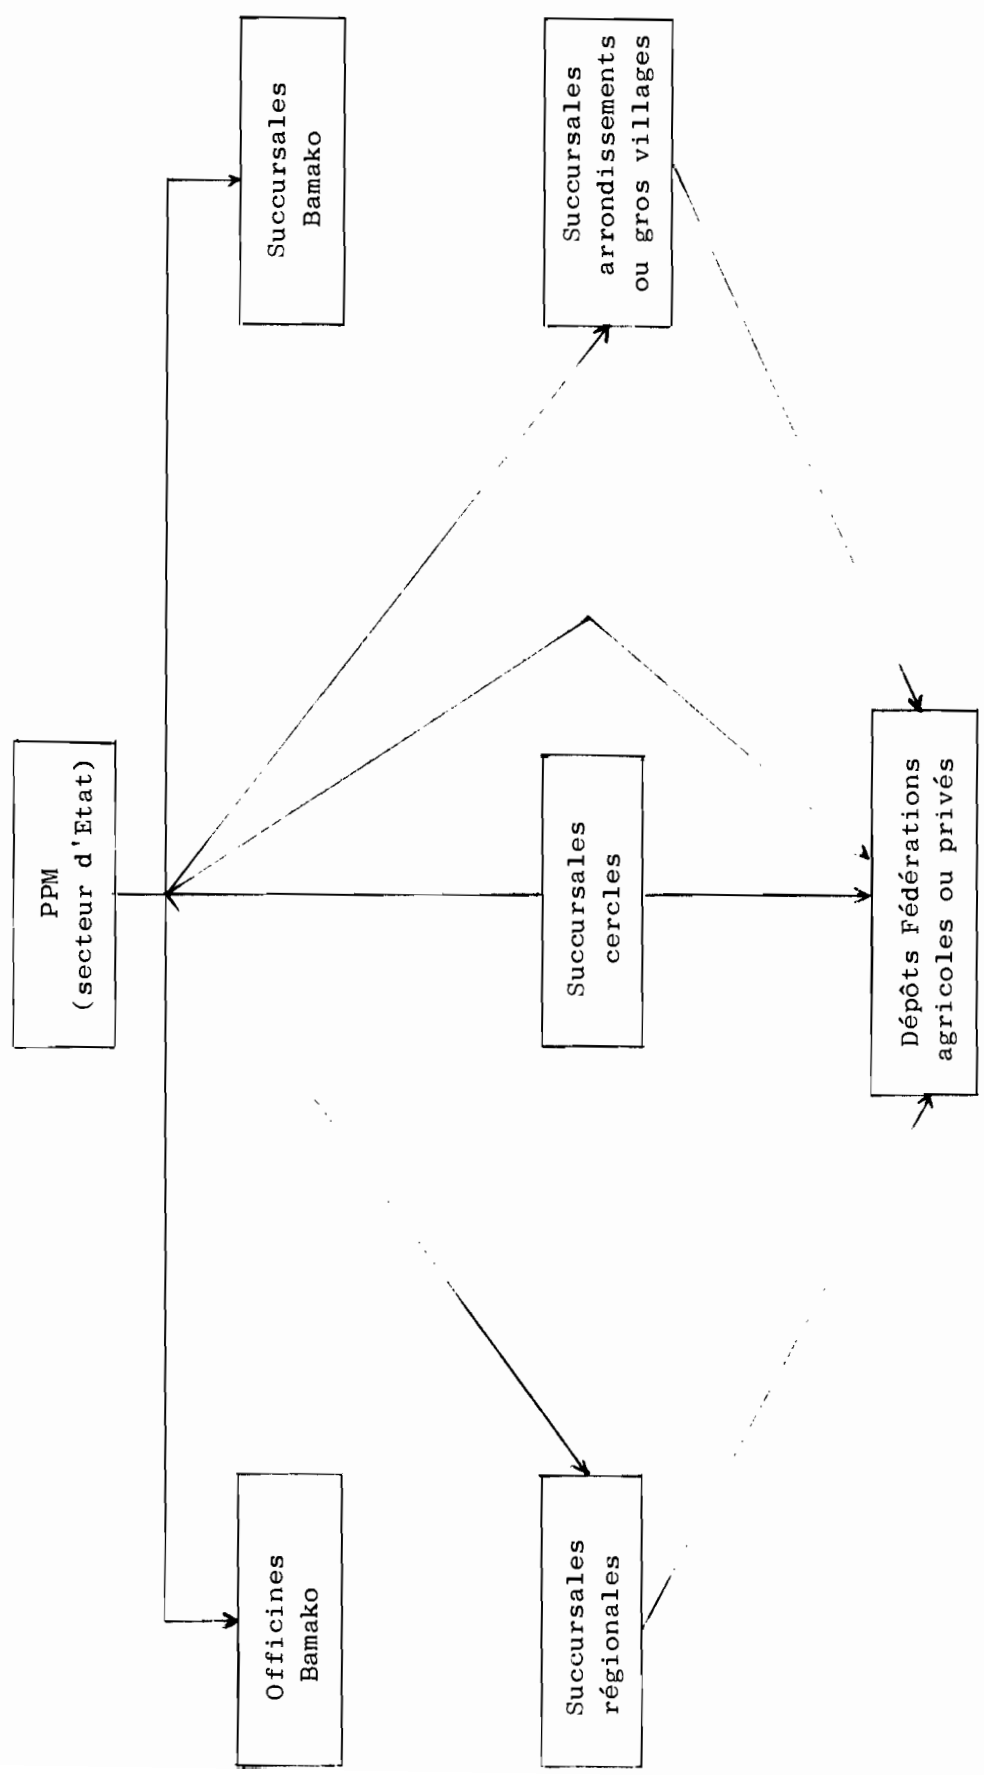 PPM
(secteur d'Etat)
Officines
Bamako
Succursales
Bamako
Succursales
régionales
Succursales
cercles
Succursales
arrondissements
ou gros villages
Dépôts Fédérations
agricoles ou privés